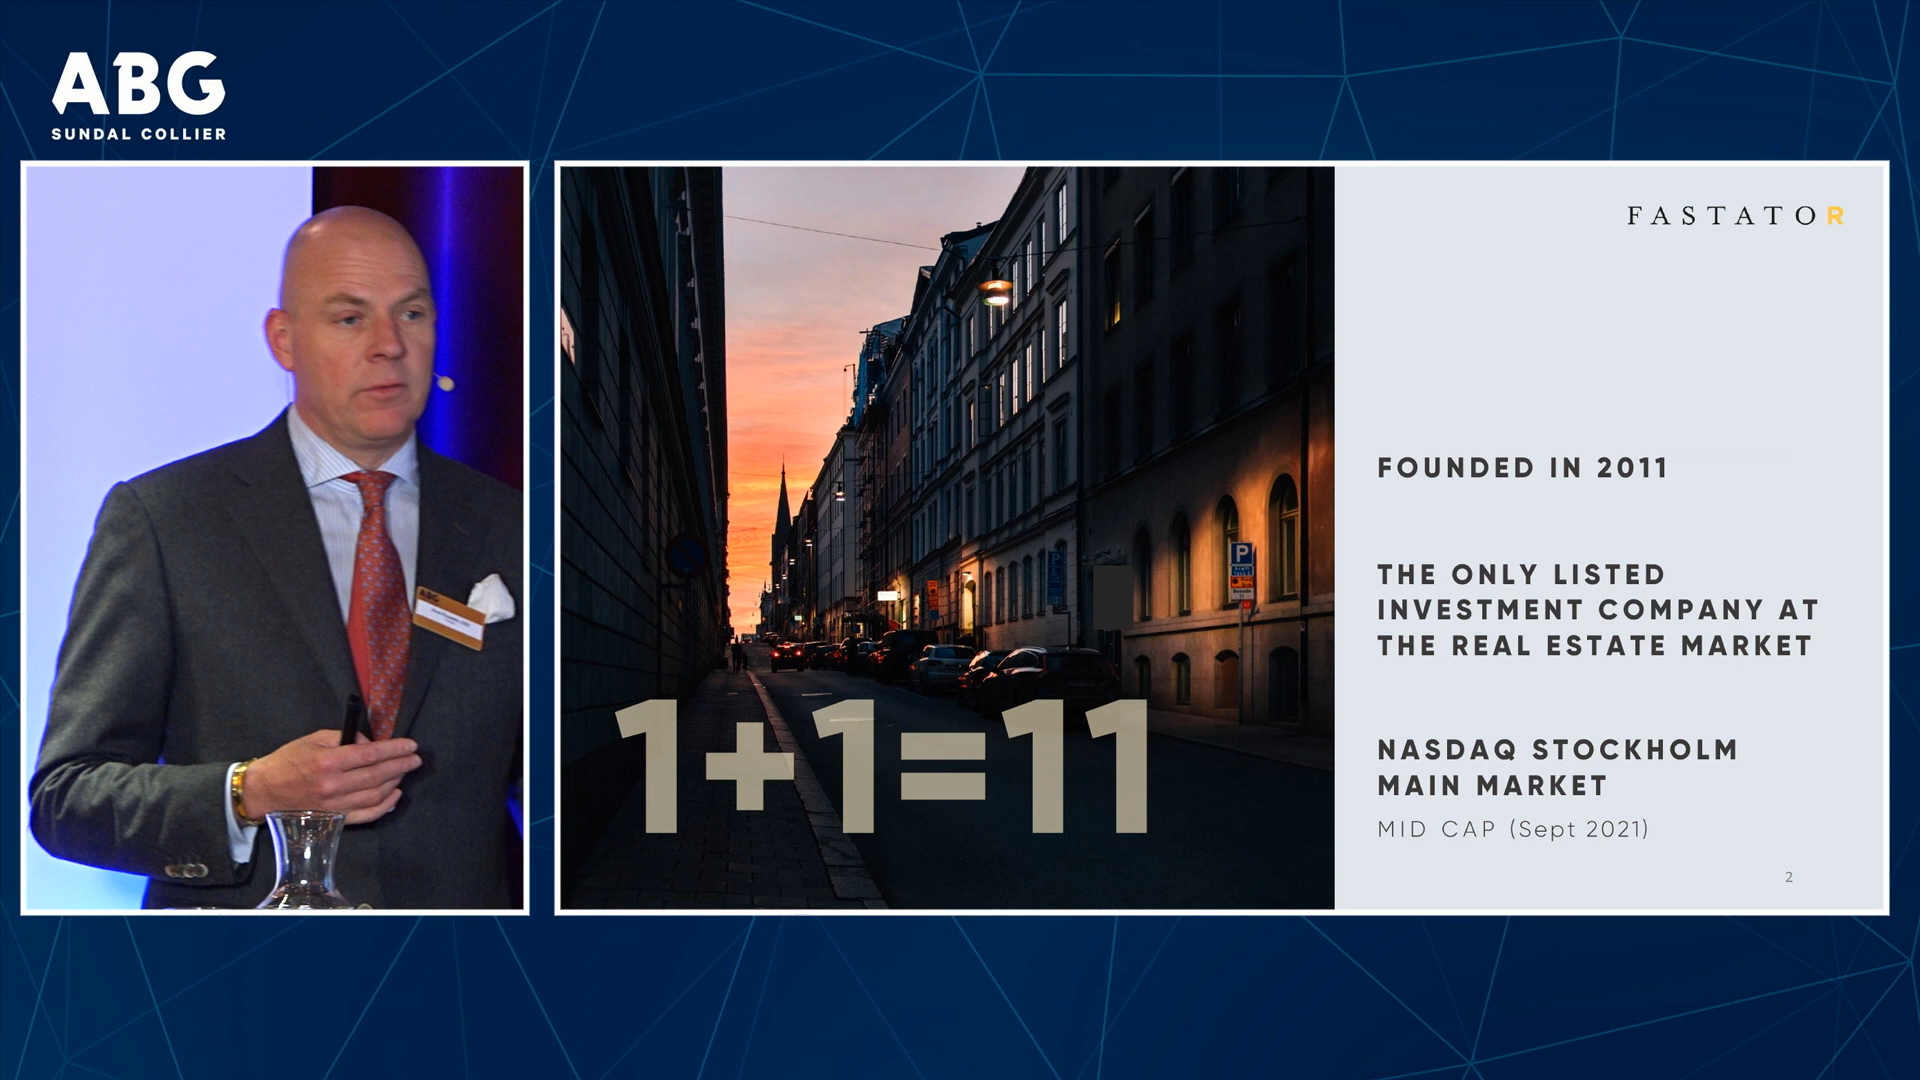 ABG
SUNDAL COLLIER
FASTATOR
FOUNDED IN 2011
THE ONLY LISTED
INVESTMENT COMPANY AT
THE REAL ESTATE MARKET
NASDAQ STOCKHOLM
MAIN MARKET
MID CAP (Sept 2021)
2
1+1=11
P
ABG